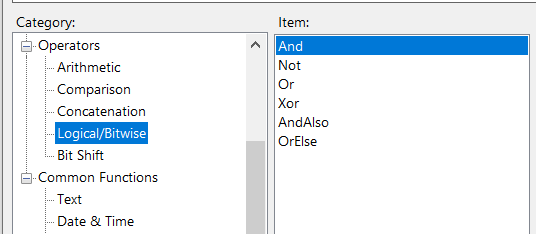 Category:
Operators
Arithmetic
Comparison
Concatenation
Logical/Bitwise
Bit Shift
Common Functions
Text
Date & Time
Item:
And
Not
Or
Xor
AndAlso
OrElse